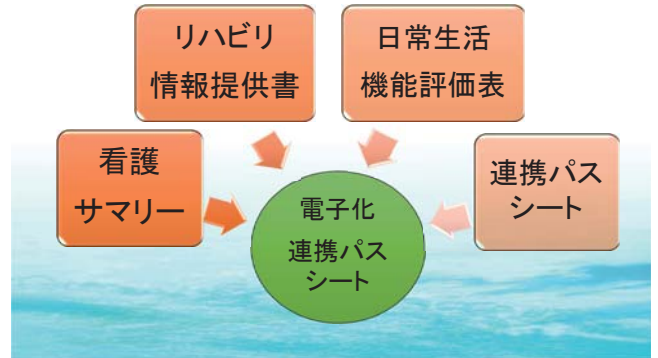 リハビリ
情報提供書
日常生活
機能評価表
看護
サマリー
連携パス
シート
電子化
連携パス
シート